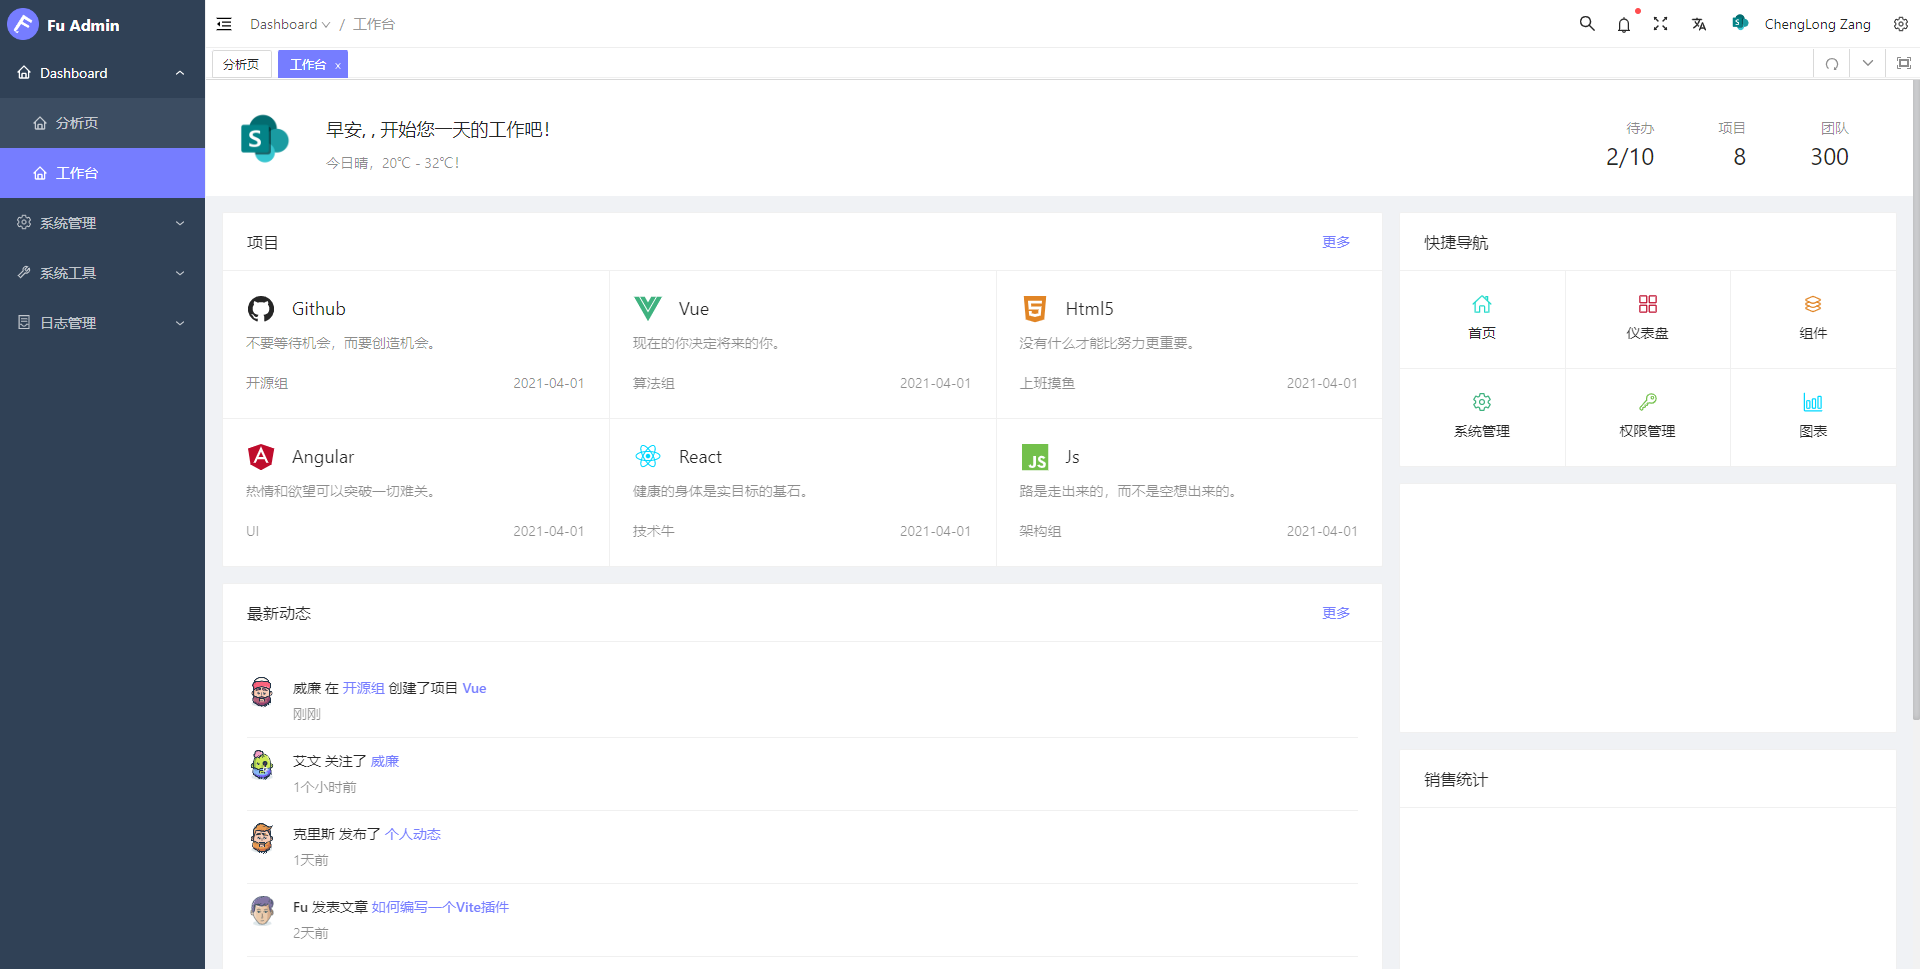 Fu Admin
Dashboard
分析页
工作台
系统管理
系统工具
日志管理
Dashboard / 工作台
ChengLong Zang
分析页
工作台 x
早安, , 开始您一天的工作吧!
今日晴，20℃ - 32℃！
待办
2/10
项目
8
团队
300
项目
更多
Github
不要等待机会，而要创造机会。
开源组
2021-04-01
Vue
现在的你决定将来的你。
算法组
2021-04-01
Html5
没有什么才能比努力更重要。
上班摸鱼
2021-04-01
Angular
热情和欲望可以突破一切难关。
UI
2021-04-01
React
健康的身体是实目标的基石。
技术牛
2021-04-01
Js
路是走出来的，而不是空想出来的。
架构组
2021-04-01
最新动态
更多
威廉 在 开源组 创建了项目 Vue
刚刚
艾文 关注了 威廉
1个小时前
克里斯 发布了 个人动态
1天前
Fu 发表文章 如何编写一个Vite插件
2天前
快捷导航
首页
仪表盘
组件
系统管理
权限管理
图表
销售统计